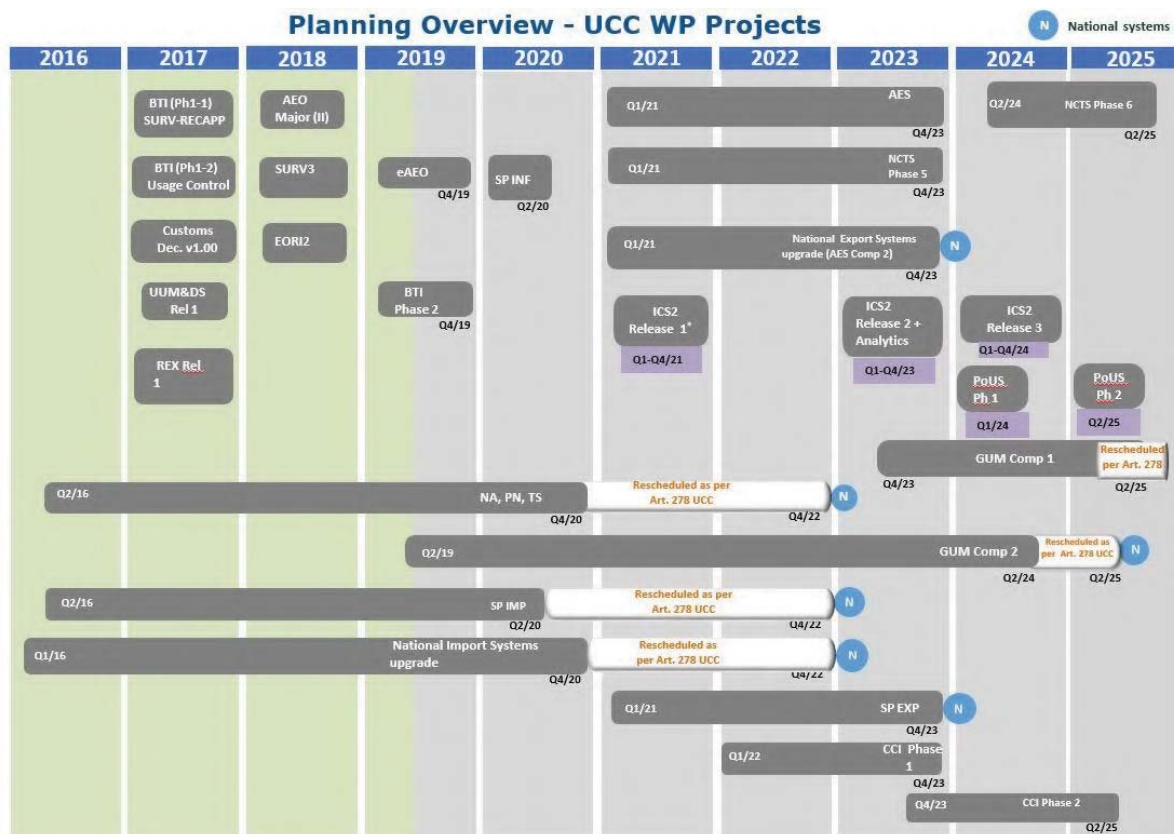 Planning Overview - UCC WP Projects
N National systems
2016 2017 2018 2019 2020 2021 2022 2023 2024 2025
BTI (Ph1-1)
SURV-RECAPP
AEO
Major (II)
Q1/21 AES
Q4/23
Q2/24 NCTS Phase 6
Q2/25
BTI (Ph1-2)
Usage Control
SURV3
eAEO
Q4/19
SP INF
Q2/20
Q1/21 NCTS
Phase 5
Q4/23
Customs
Dec. v1.00
EORI2
Q1/21 National Export Systems
upgrade (AES Comp 2)
Q4/23
N
UUM&DS
Rel 1
BTI
Phase 2
Q4/19
ICS2
Release 1*
Q1-Q4/21
ICS2
Release 2 +
Analytics
Q1-Q4/23
ICS2
Release 3
Q1-Q4/24
REX Rel
1
PoUS
Ph 1
Q1/24
PoUS
Ph 2
Q2/25
GUM Comp 1
Q4/23
Rescheduled
per Art. 278
Q2/25
Q2/16 NA, PN, TS
Q4/20
Rescheduled as per
Art. 278 UCC
Q4/22
N
Q2/19 GUM Comp 2
Q2/24
Rescheduled as
per Art. 278 UCC
Q2/25
N
Q2/16 SP IMP
Q2/20
Rescheduled as per
Art. 278 UCC
Q4/22
N
Q1/16 National Import Systems
upgrade
Q4/20
Rescheduled as
per Art. 278 UCC
Q4/22
N
Q1/21 SP EXP
Q4/23
N
Q1/22 CCI Phase
1
Q4/23
Q4/23 CCI Phase 2
Q2/25